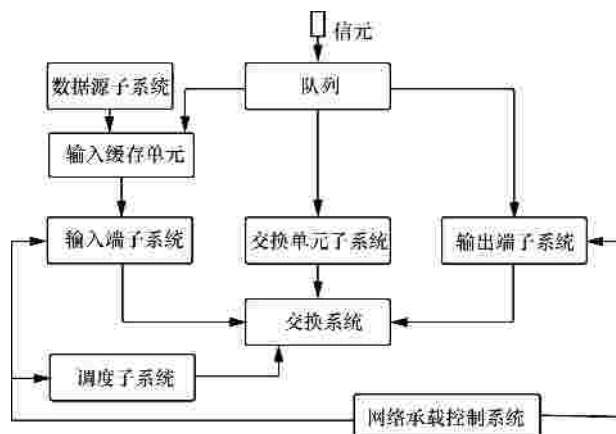 信元
数据源子系统
队列
输入缓存单元
输入端子系统
交换单元子系统
输出端子系统
交换系统
调度子系统
网络承载控制系统